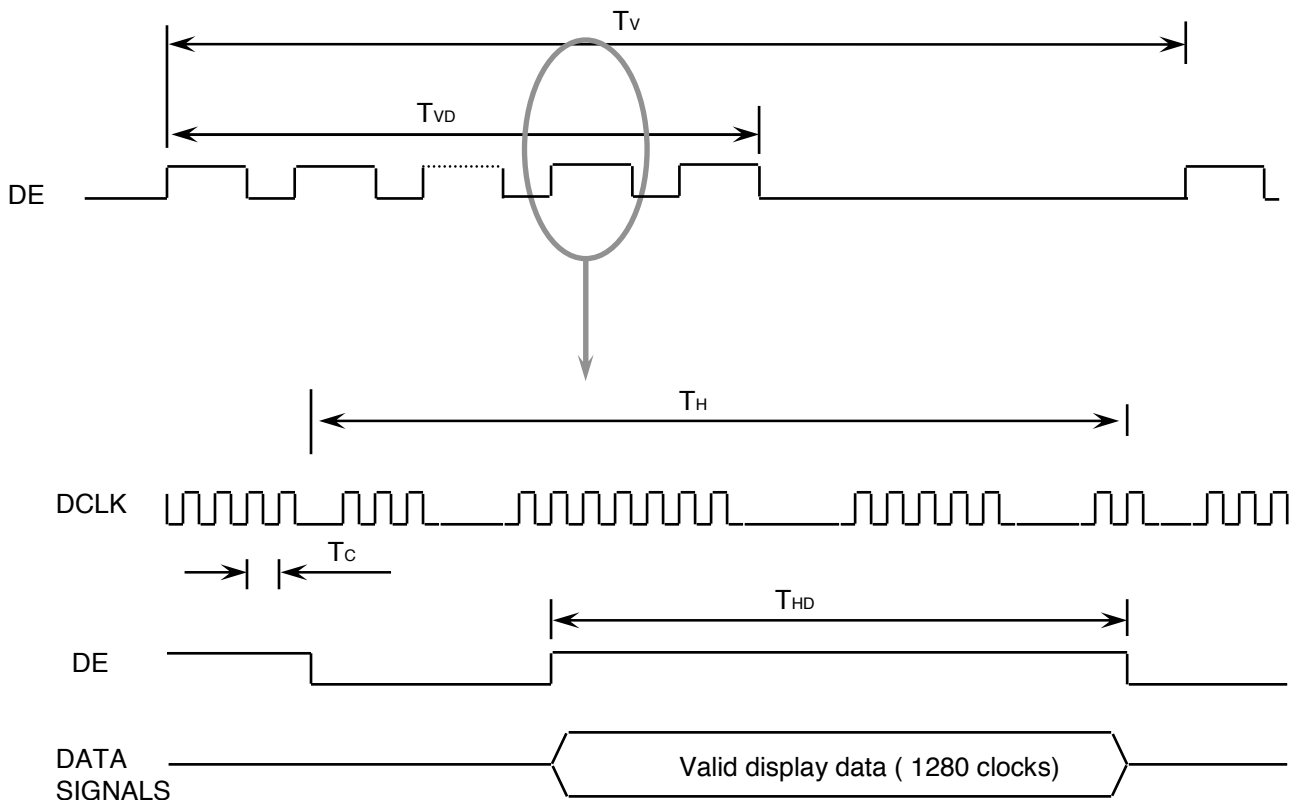 TV
TVD
DE
TH
DCLK
TC
THD
DE
DATA
SIGNALS
Valid display data ( 1280 clocks)